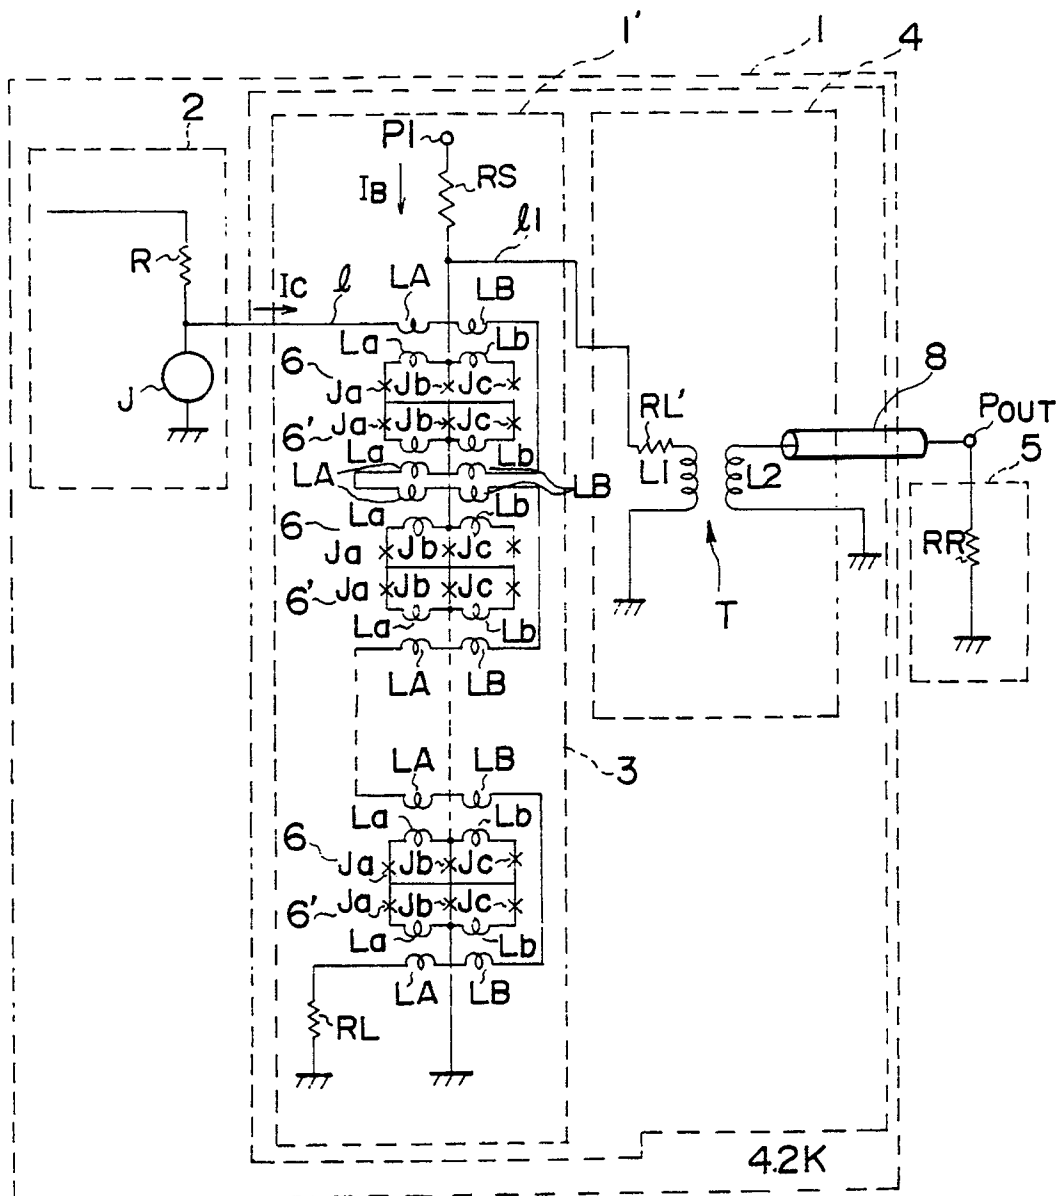 1' 1 4
2
P1
IB RS
ℓ1
R
IC ℓ LA LB
La Lb
6 Ja Jb Jc
J
6' Ja Jb Jc
La Lb
LA LB
8
RL' POUT
L1 L2 5
RR
T
6 La Lb
Ja Jb Jc
6' Ja Jb Jc
La Lb
LA LB
3
LA LB
La Lb
6 Ja Jb Jc
6' Ja Jb Jc
La Lb
LA LB
RL
4.2K